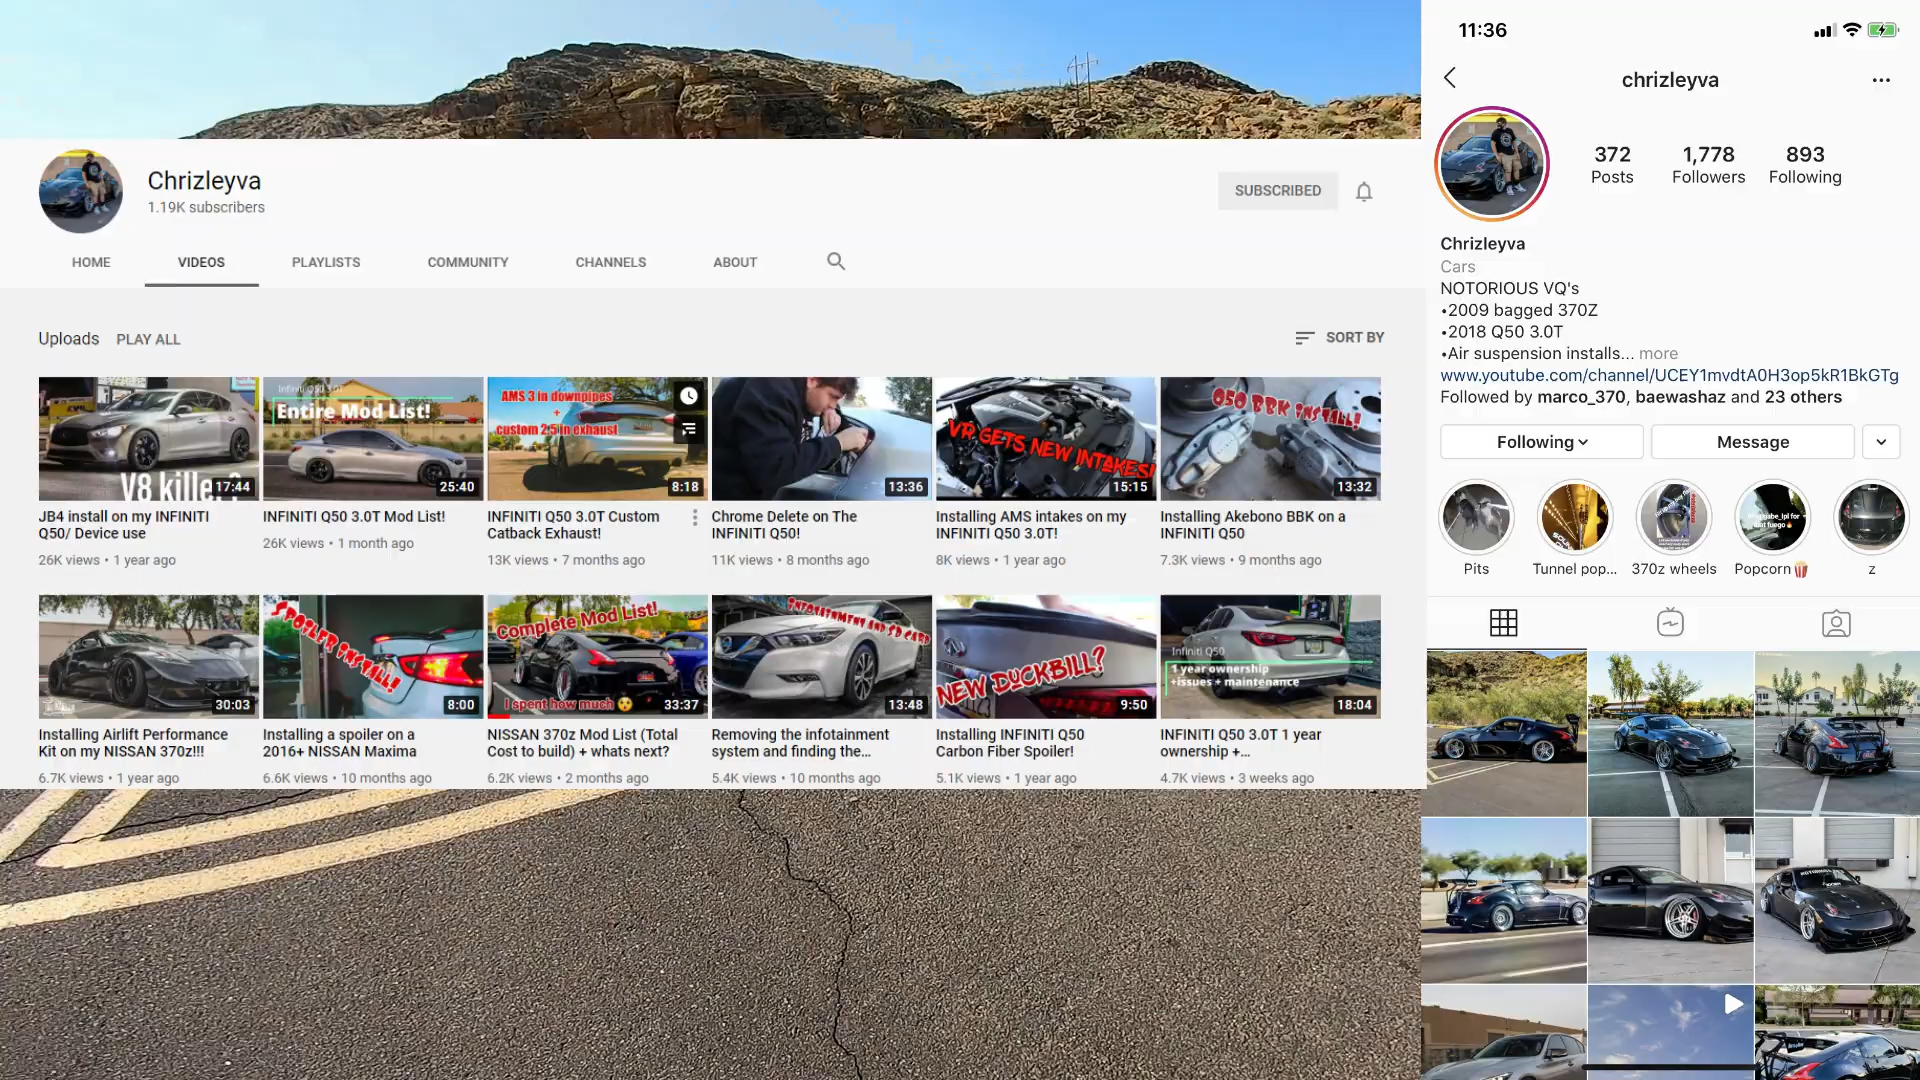 Chrizleyva
1.19K subscribers
SUBSCRIBED
HOME
VIDEOS
PLAYLISTS
COMMUNITY
CHANNELS
ABOUT
Uploads
PLAY ALL
SORT BY
V8 killer?
17:44
JB4 install on my INFINITI
Q50/ Device use
26K views • 1 year ago
Infiniti Q50 3.0T
Entire Mod List!
25:40
INFINITI Q50 3.0T Mod List!
26K views • 1 month ago
AMS 3 in downpipes
+
custom 2.5 in exhaust
8:18
INFINITI Q50 3.0T Custom
Catback Exhaust!
13K views • 7 months ago
13:36
Chrome Delete on The
INFINITI Q50!
11K views • 8 months ago
VR GETS NEW INTAKES!
15:15
Installing AMS intakes on my
INFINITI Q50 3.0T!
8K views • 1 year ago
Q50 BBK INSTALL!
13:32
Installing Akebono BBK on a
INFINITI Q50
7.3K views • 9 months ago
30:03
Installing Airlift Performance
Kit on my NISSAN 370z!!!
6.7K views • 1 year ago
SPOILER INSTALL!
8:00
Installing a spoiler on a
2016+ NISSAN Maxima
6.6K views • 10 months ago
Complete Mod List!
I spent how much 😯
33:37
NISSAN 370z Mod List (Total
Cost to build) + whats next?
6.2K views • 2 months ago
INFOTAINMENT AND SD CARD
13:48
Removing the infotainment
system and finding the...
5.4K views • 10 months ago
NEW DUCKBILL?
9:50
Installing INFINITI Q50
Carbon Fiber Spoiler!
5.1K views • 1 year ago
Infiniti Q50
1 year ownership
+issues + maintenance
18:04
INFINITI Q50 3.0T 1 year
ownership +...
4.7K views • 3 weeks ago
11:36
chrizleyva
372
Posts
1,778
Followers
893
Following
Chrizleyva
Cars
NOTORIOUS VQ's
•2009 bagged 370Z
•2018 Q50 3.0T
•Air suspension installs... more
www.youtube.com/channel/UCEY1mvdtA0H3op5kR1BkGTg
Followed by marco_370, baewashaz and 23 others
Following
Message
Pits
Tunnel pop...
370z wheels
Popcorn🍿
z